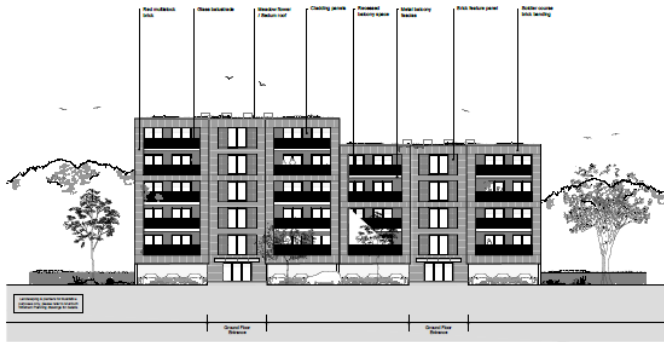 Red multistock
brick
Glass balustrade
Meadow flower
/ Sedum roof
Cladding panels
Recessed
balcony space
Metal balcony
fascias
Brick feature panel
Soldier course
brick banding
Ground Floor
Entrance
Ground Floor
Entrance